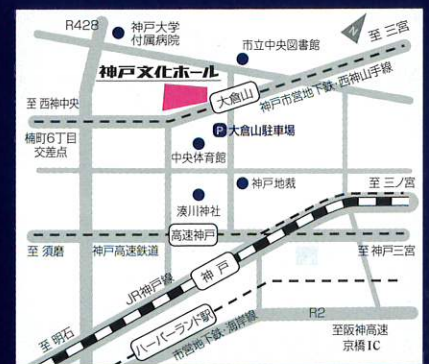 R428
神戸大学
付属病院
市立中央図書館
至 三宮
N
神戸文化ホール
至 西神中央
大倉山
神戸市営地下鉄・西神山手線
楠町6丁目
交差点
P 大倉山駐車場
中央体育館
神戸地裁
至 三ノ宮
湊川神社
高速神戸
至 須磨
神戸高速鉄道
至 神戸三宮
JR神戸線
神戸
至 明石
ハーバーランド駅
市営地下鉄・海岸線
R2
至阪神高速
京橋IC